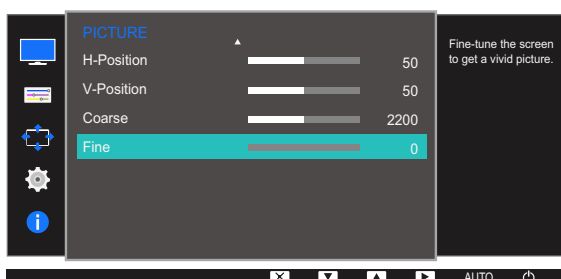 PICTURE
H-Position 50
V-Position 50
Coarse 2200
Fine 0
Fine-tune the screen
to get a vivid picture.
AUTO